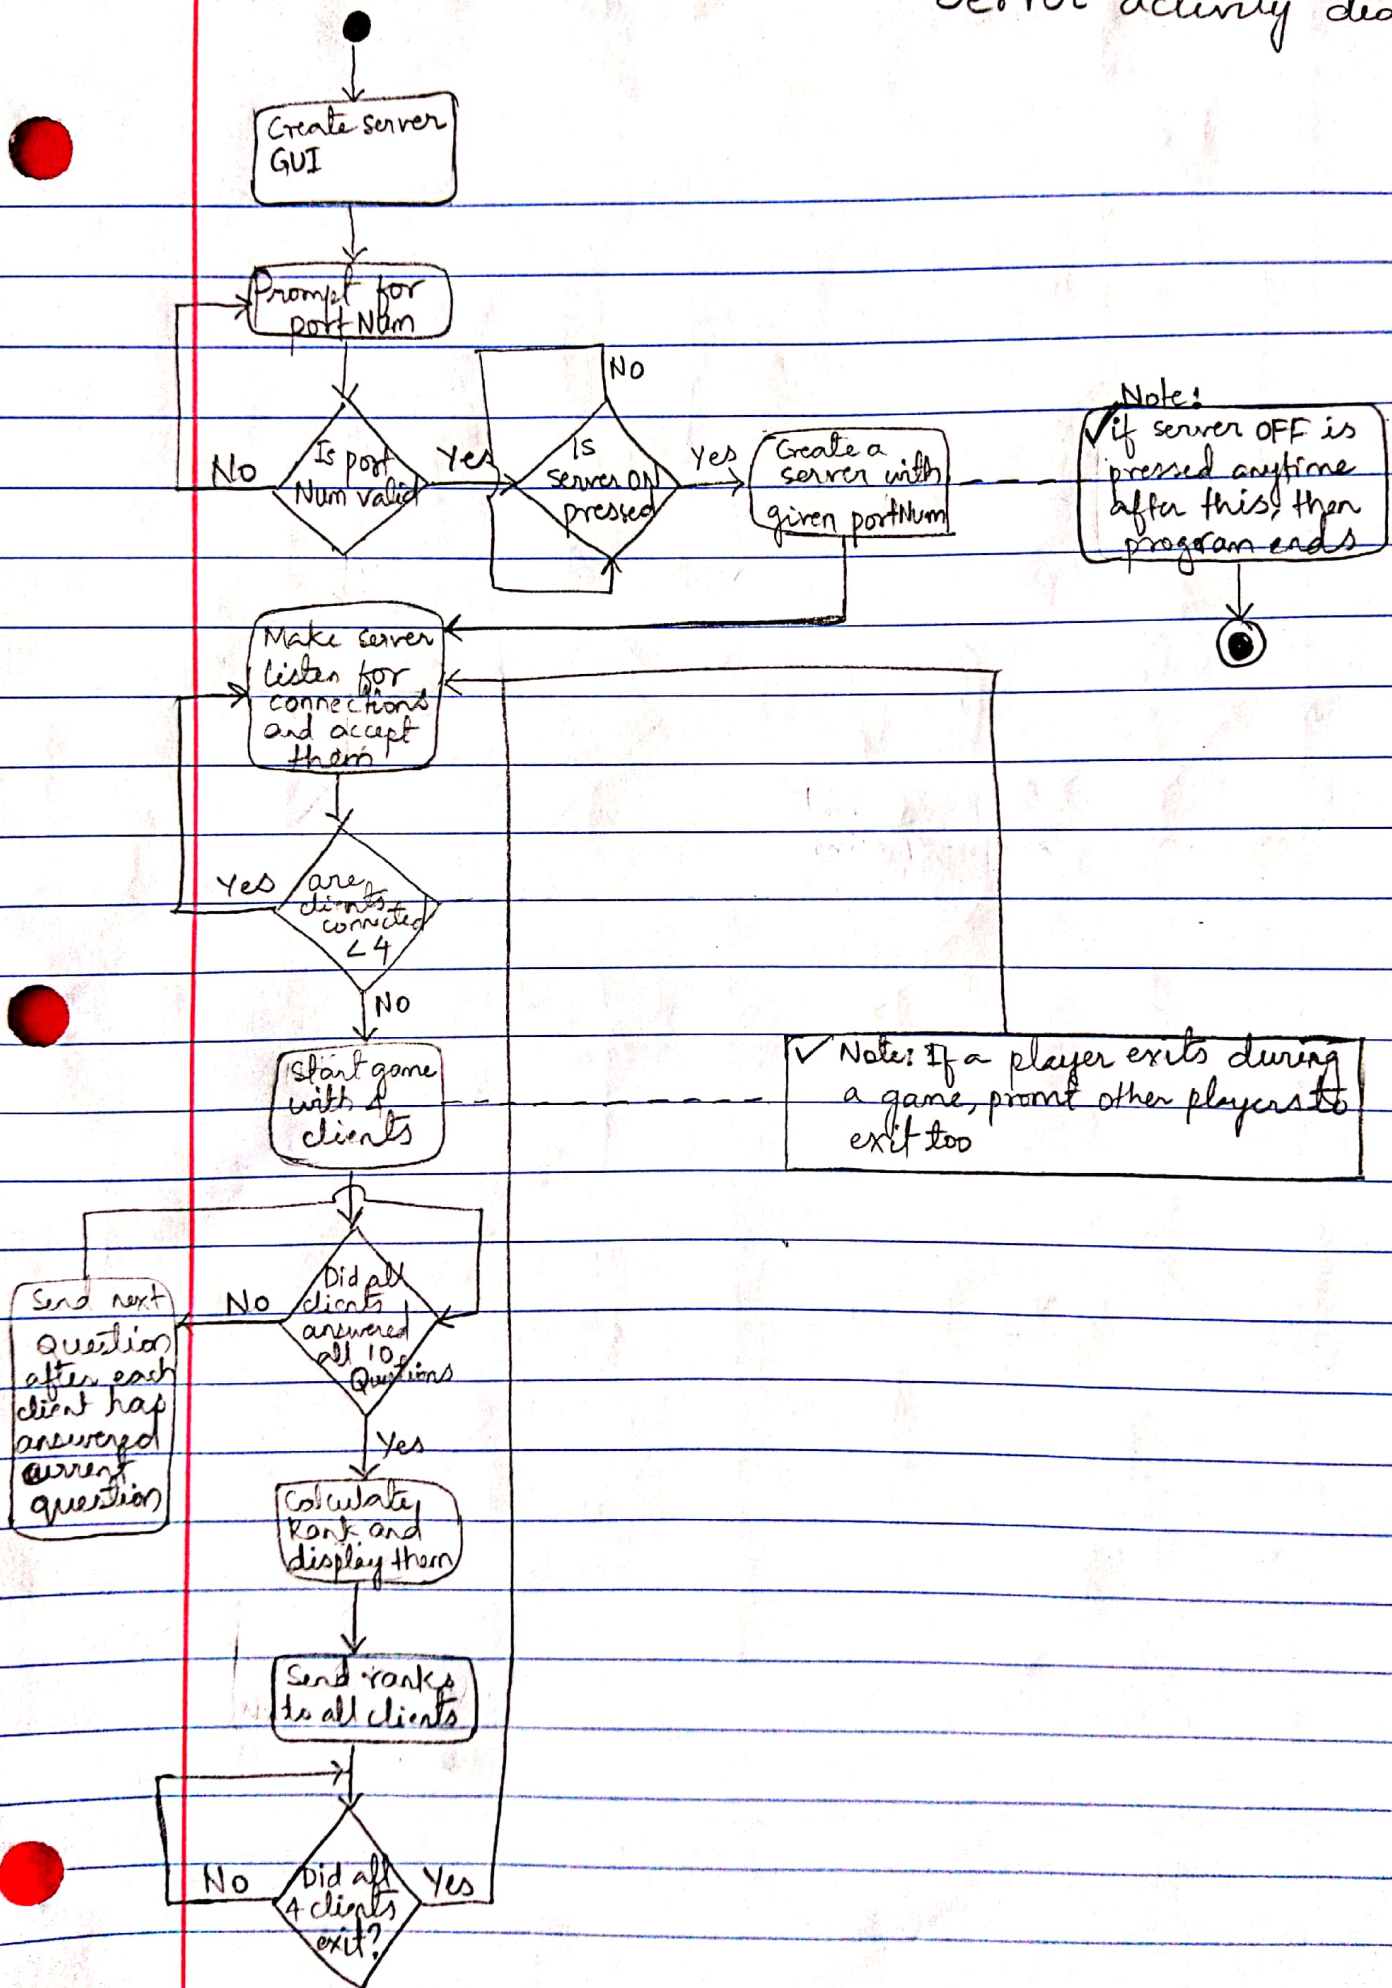 Server activity dia
Create server
GUI
Prompt for
portNum
No
Is port
Num valid
Yes
No
Is
server on
pressed
Yes
Create a
server with
given portNum
Note:
if server OFF is
pressed anytime
after this, then
program ends
Make server
listen for
connections
and accept
them
Yes
are
clients
connected
<4
No
Start game
with 4
clients
Note: If a player exits during
a game, promt other players to
exit too
Send next
question
after each
client has
answered
current
question
No
Did all
clients
answered
all 10
Questions
Yes
Calculate
Rank and
display them
Send ranks
to all clients
No
Did all
4 clients
exit?
Yes